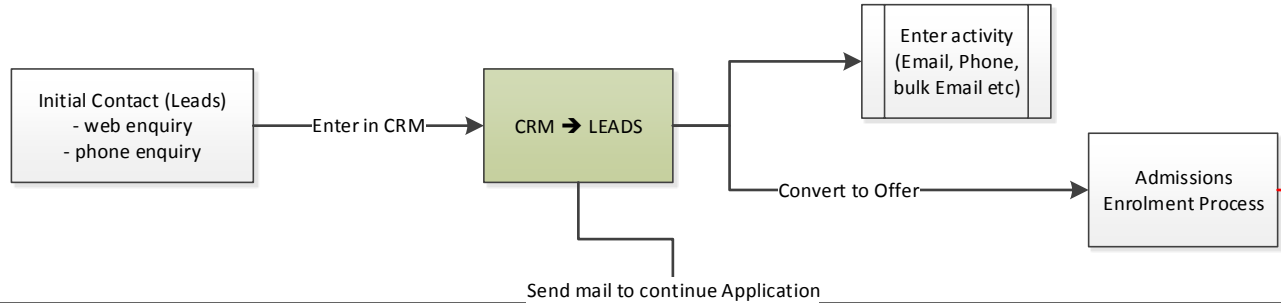 Initial Contact (Leads)
- web enquiry
- phone enquiry
Enter in CRM
CRM ➔ LEADS
Enter activity
(Email, Phone,
bulk Email etc)
Convert to Offer
Admissions
Enrolment Process
Send mail to continue Application